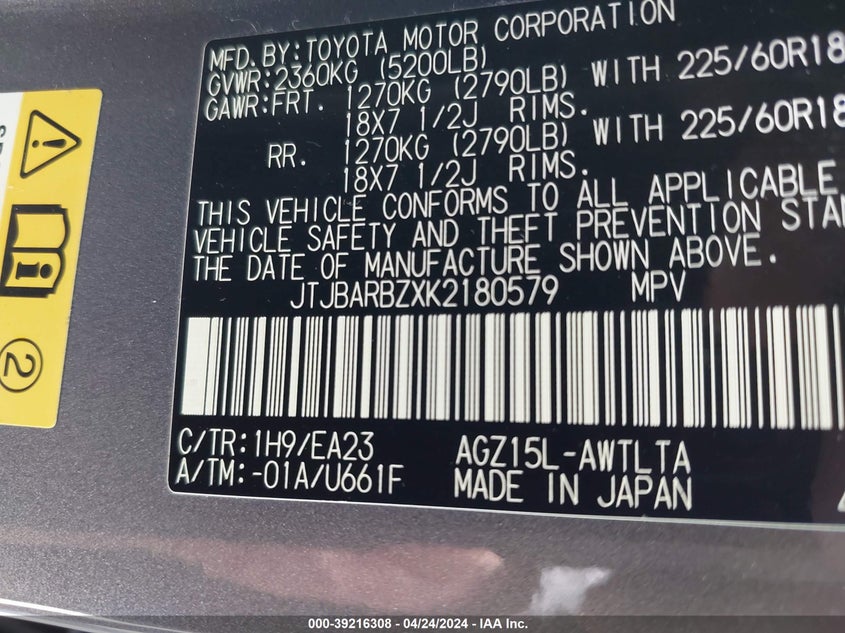 MFD.BY:TOYOTA MOTOR CORPORATION
GVWR:2360KG (5200LB)
GAWR:FRT. 1270KG (2790LB) WITH 225/60R18
18X7 1/2J RIMS.
RR. 1270KG (2790LB) WITH 225/60R18
18X7 1/2J RIMS.
THIS VEHICLE CONFORMS TO ALL APPLICABLE
VEHICLE SAFETY AND THEFT PREVENTION STAN
THE DATE OF MANUFACTURE SHOWN ABOVE.
JTJBARBZXK2180579 MPV
C/TR:1H9/EA23 AGZ15L-AWTLTA
A/TM:-01A/U661F MADE IN JAPAN
2
000-39216308 - 04/24/2024 - IAA Inc.